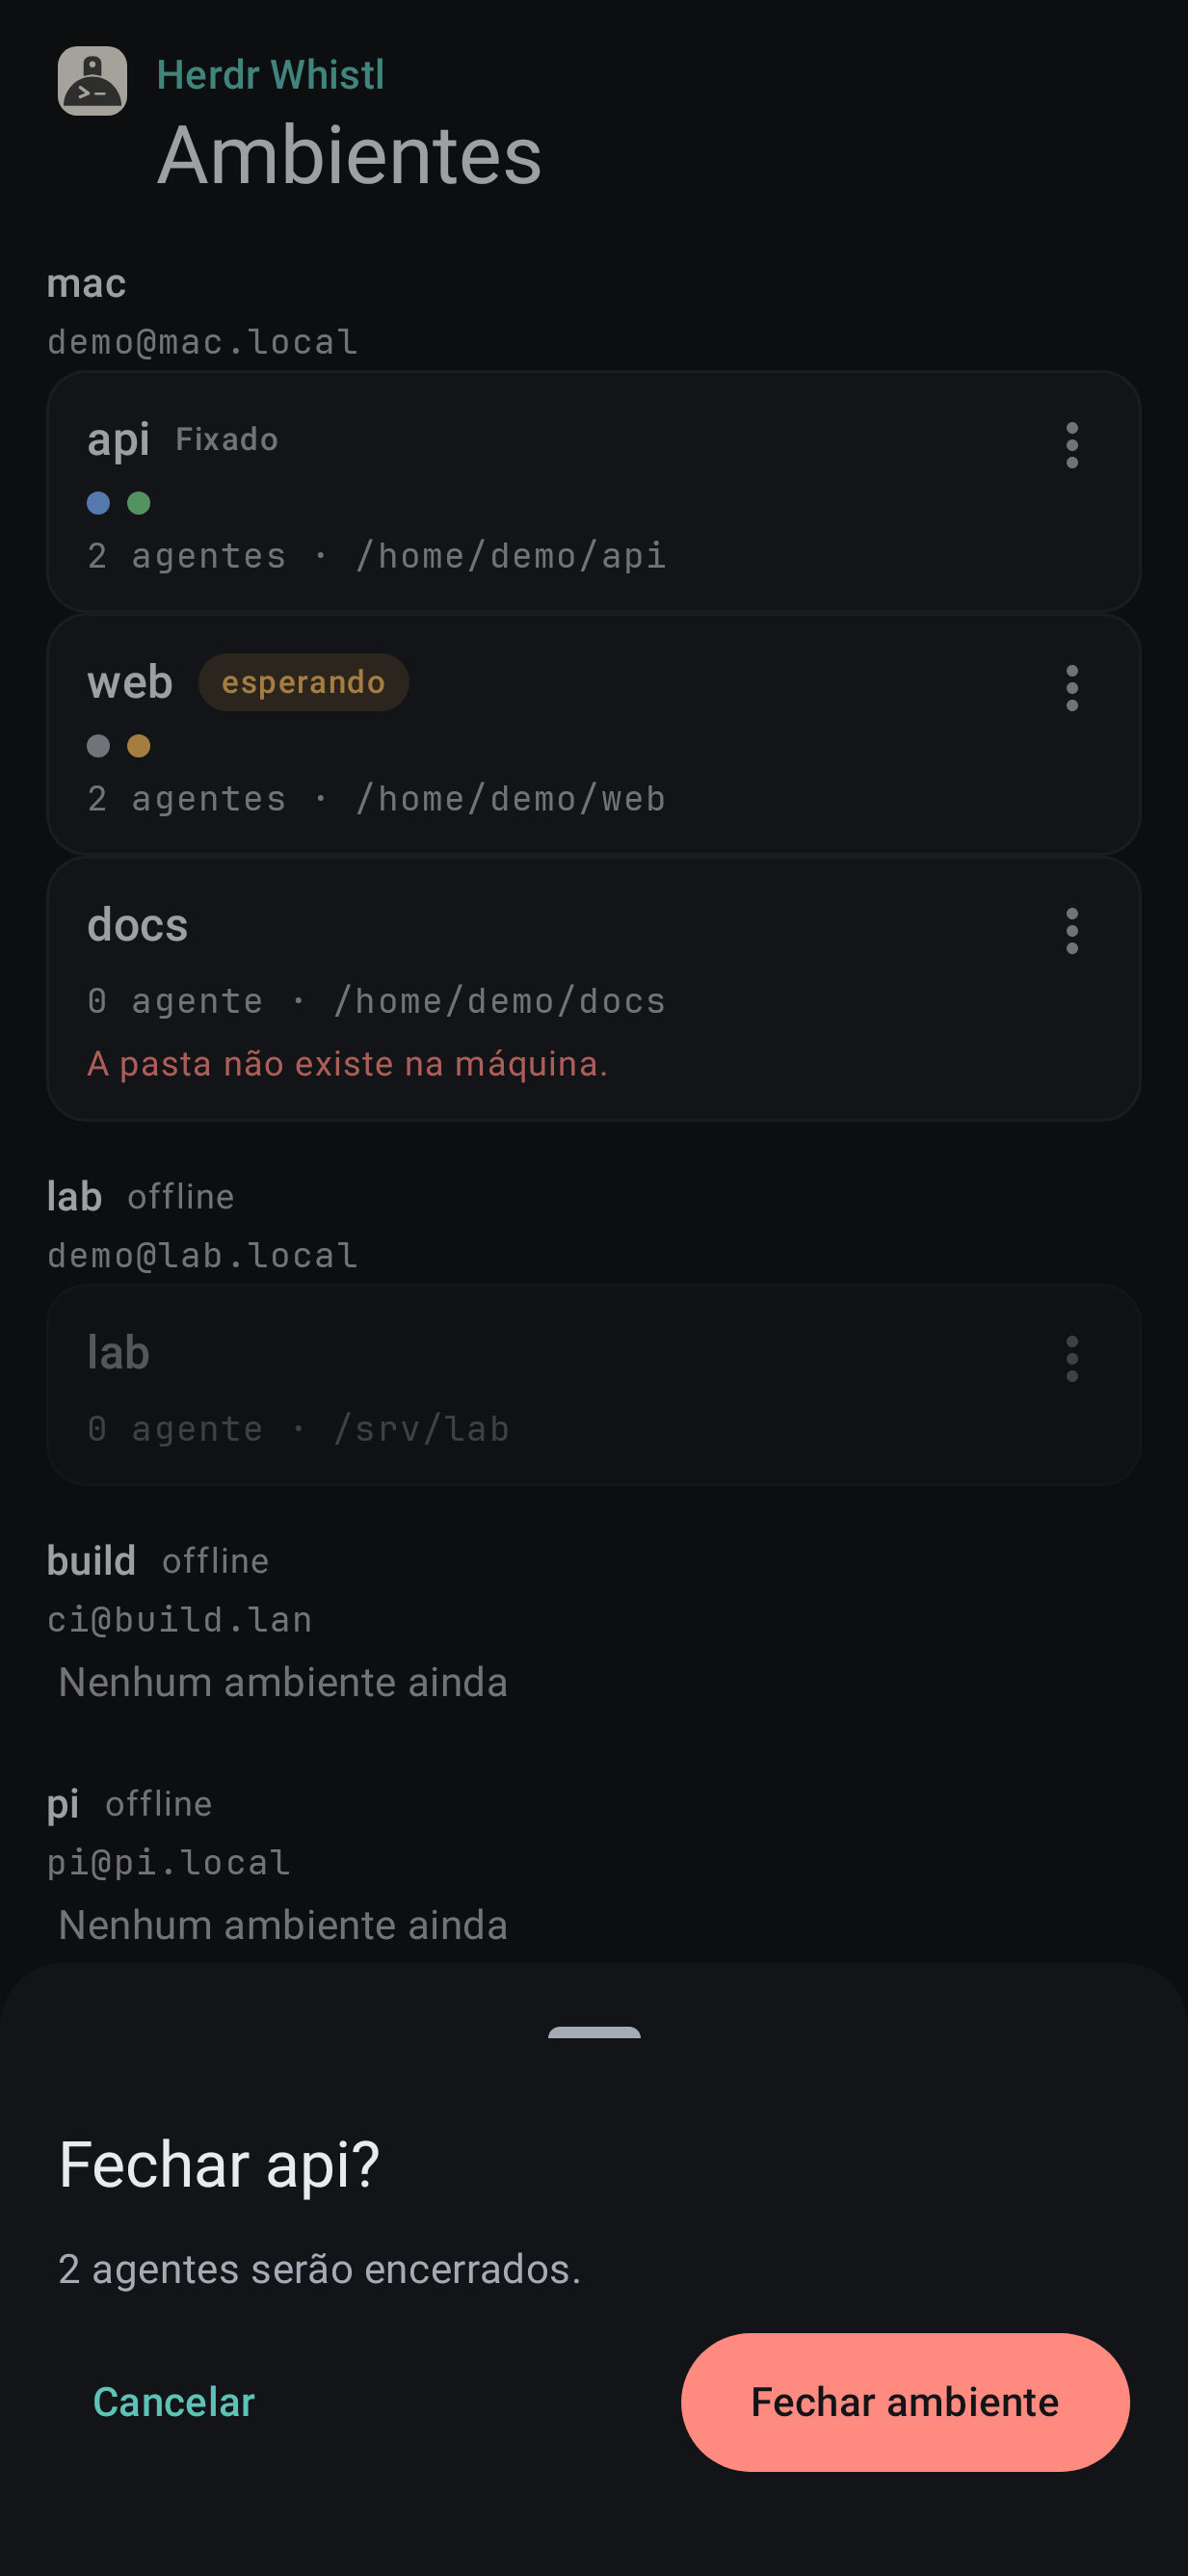 Herdr Whistl
Ambientes
mac
demo@mac.local
api Fixado
2 agentes · /home/demo/api
web esperando
2 agentes · /home/demo/web
docs
0 agente · /home/demo/docs
A pasta não existe na máquina.
lab offline
demo@lab.local
lab
0 agente · /srv/lab
build offline
ci@build.lan
Nenhum ambiente ainda
pi offline
pi@pi.local
Nenhum ambiente ainda
Fechar api?
2 agentes serão encerrados.
Cancelar Fechar ambiente